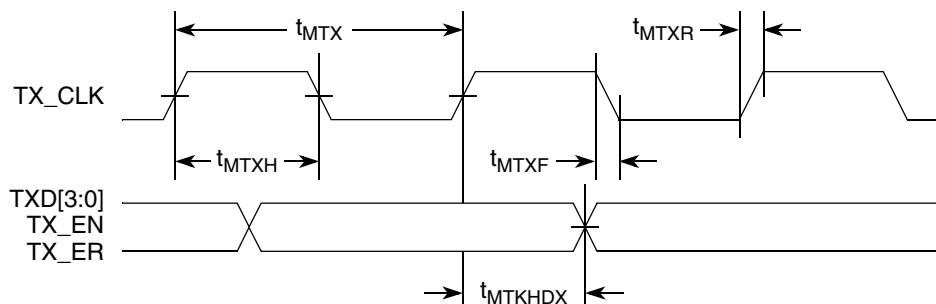 tMTX
tMTXR
TX_CLK
tMTXH
tMTXF
TXD[3:0]
TX_EN
TX_ER
tMTKHDX